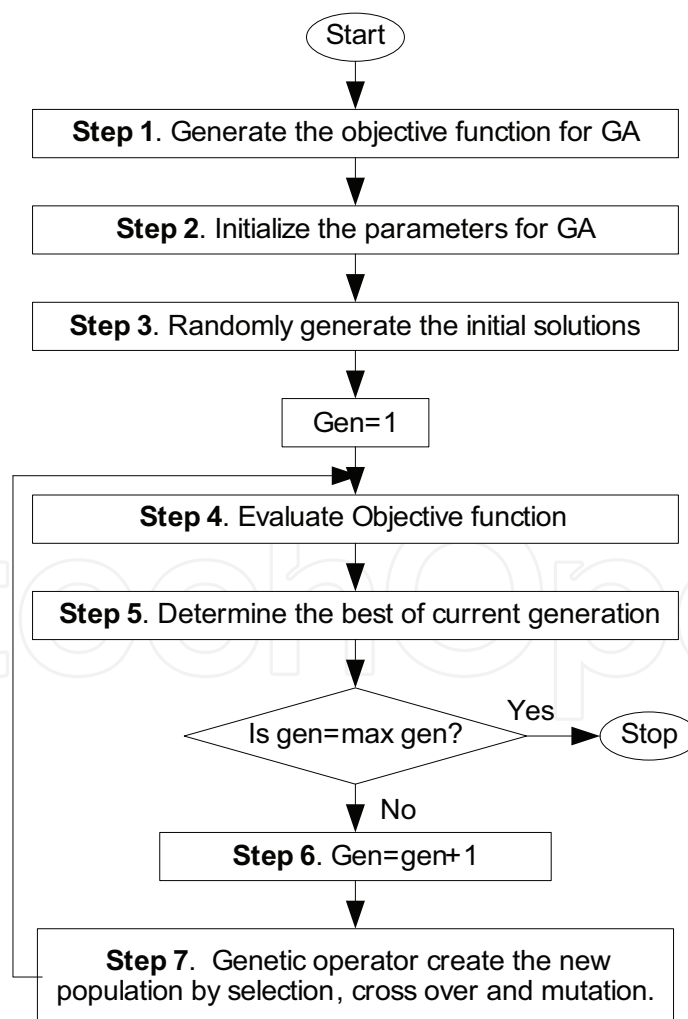 Start
Step 1. Generate the objective function for GA
Step 2. Initialize the parameters for GA
Step 3. Randomly generate the initial solutions
Gen=1
Step 4. Evaluate Objective function
Step 5. Determine the best of current generation
Is gen=max gen?
Yes
Stop
No
Step 6. Gen=gen+1
Step 7. Genetic operator create the new
population by selection, cross over and mutation.